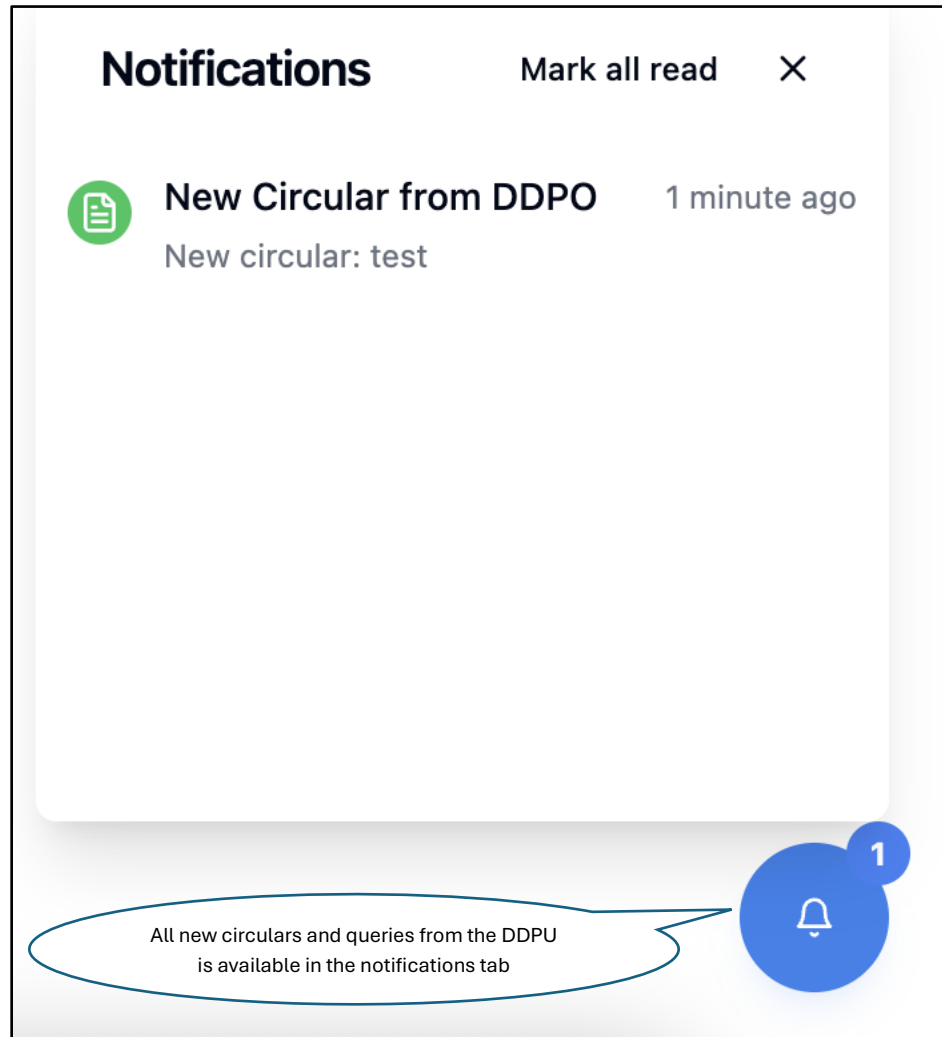 Notifications
Mark all read
New Circular from DDPO
1 minute ago
New circular: test
1
All new circulars and queries from the DDPU
is available in the notifications tab